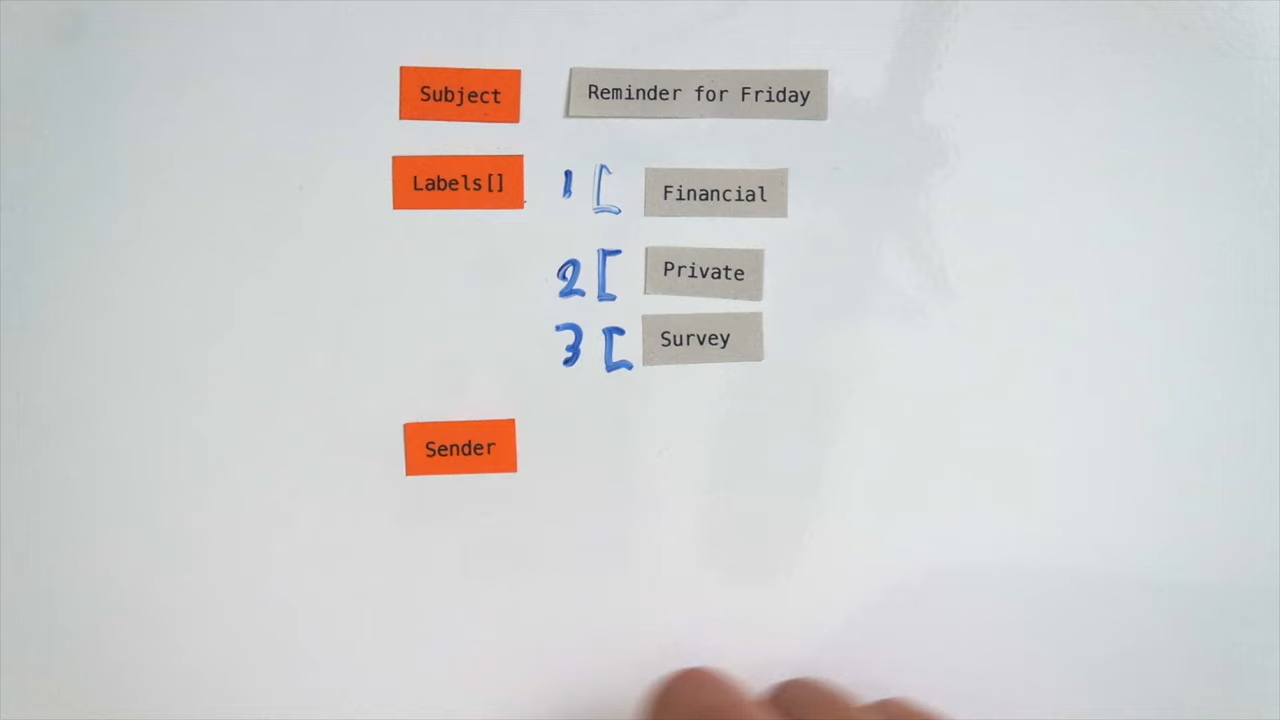 Subject Reminder for Friday
Labels[] 1 [ Financial
2 [ Private
3 [ Survey
Sender